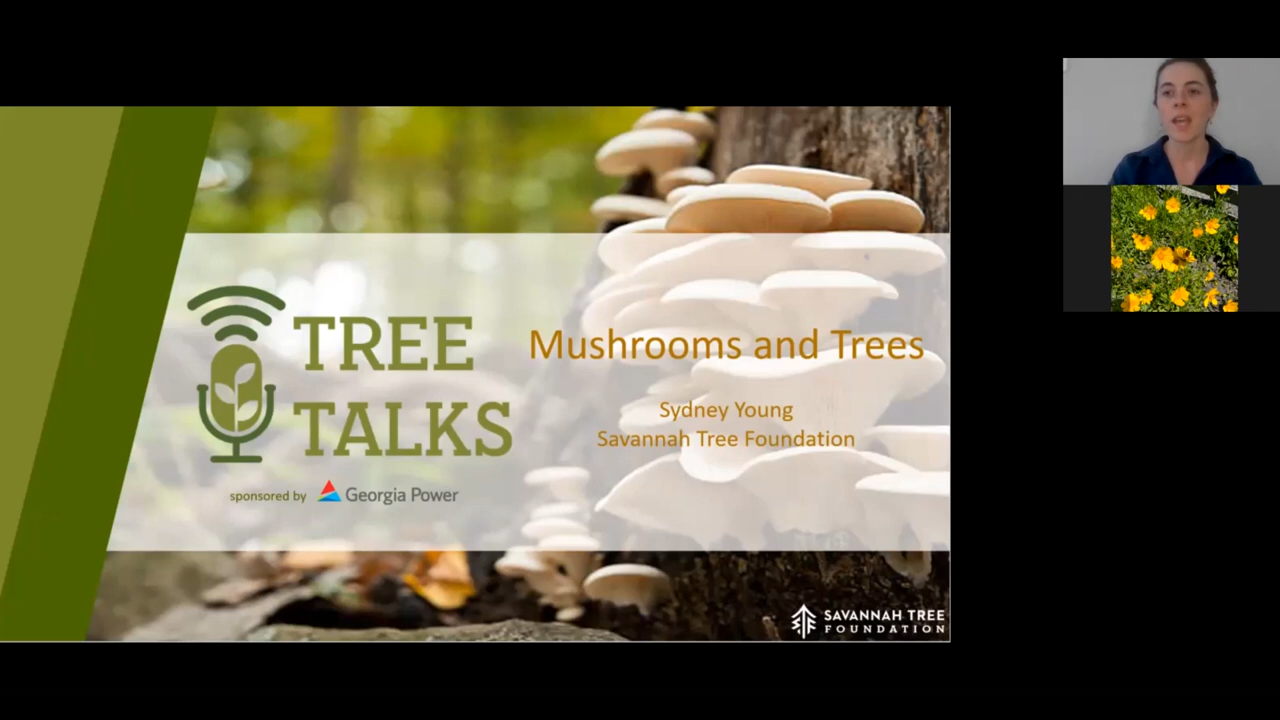 TREE
TALKS
sponsored by Georgia Power
Mushrooms and Trees
Sydney Young
Savannah Tree Foundation
SAVANNAH TREE
FOUNDATION